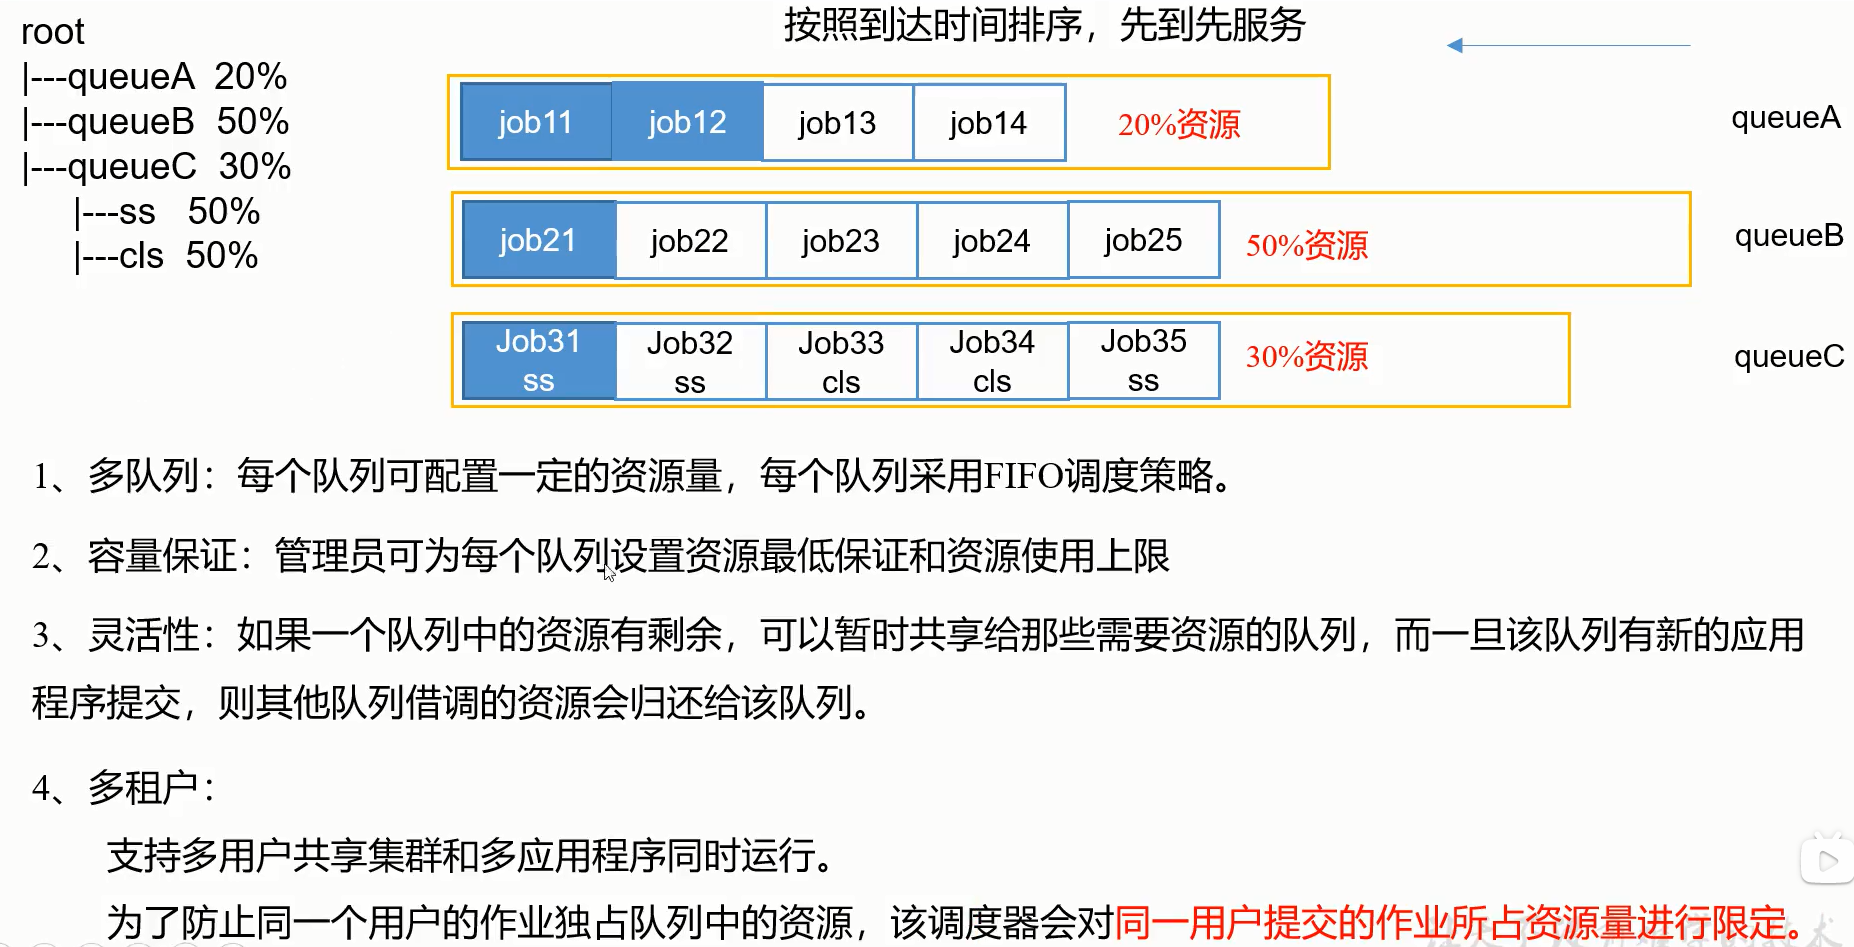 root
|---queueA 20%
|---queueB 50%
|---queueC 30%
|---ss 50%
|---cls 50%
按照到达时间排序，先到先服务
job11 job12 job13 job14 20%资源 queueA
job21 job22 job23 job24 job25 50%资源 queueB
Job31 Job32 Job33 Job34 Job35
ss ss cls cls ss
30%资源 queueC
1、多队列：每个队列可配置一定的资源量，每个队列采用FIFO调度策略。
2、容量保证：管理员可为每个队列设置资源最低保证和资源使用上限
3、灵活性：如果一个队列中的资源有剩余，可以暂时共享给那些需要资源的队列，而一旦该队列有新的应用
程序提交，则其他队列借调的资源会归还给该队列。
4、多租户：
支持多用户共享集群和多应用程序同时运行。
为了防止同一个用户的作业独占队列中的资源，该调度器会对同一用户提交的作业所占资源量进行限定。